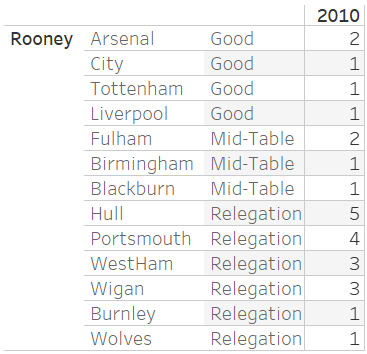 2010
Rooney Arsenal Good 2
City Good 1
Tottenham Good 1
Liverpool Good 1
Fulham Mid-Table 2
Birmingham Mid-Table 1
Blackburn Mid-Table 1
Hull Relegation 5
Portsmouth Relegation 4
WestHam Relegation 3
Wigan Relegation 3
Burnley Relegation 1
Wolves Relegation 1